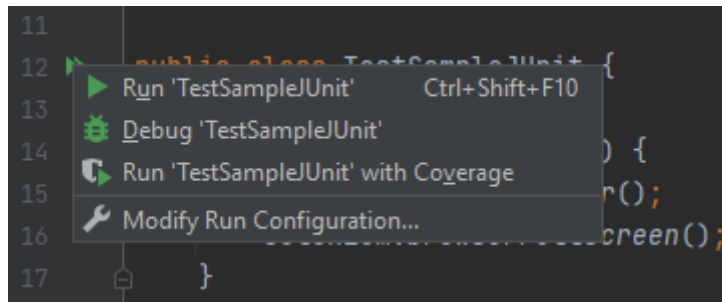 11
12 public class TestSampleJUnit {
Run 'TestSampleJUnit' Ctrl+Shift+F10
13
Debug 'TestSampleJUnit'
14 ) {
Run 'TestSampleJUnit' with Coverage
15 r();
Modify Run Configuration...
16 creen();
17 }